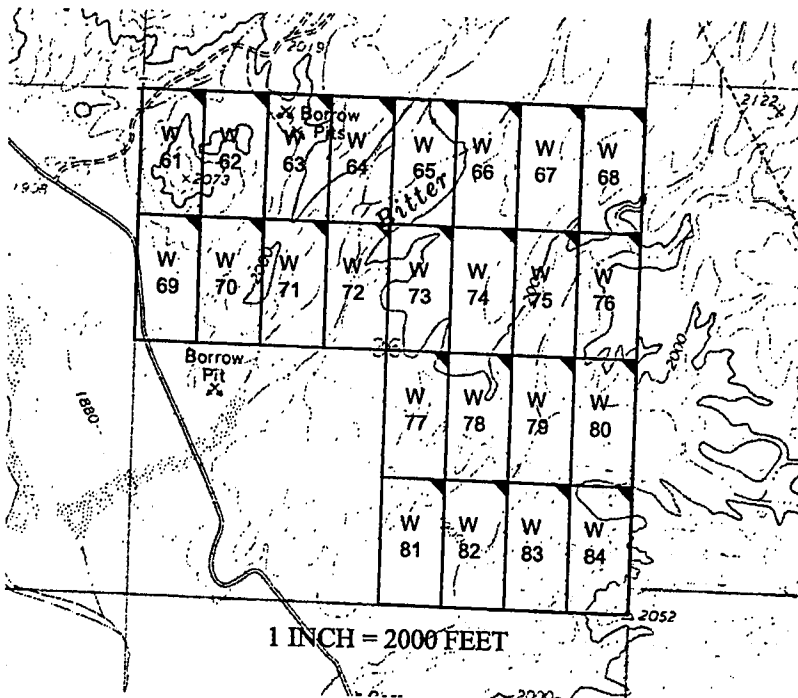 2019
2122
Borrow
Pits
W
61
W
62
W
63
W
64
W
65
W
66
W
67
W
68
×2073
Bitter
W
69
W
70
W
71
W
72
W
73
W
74
W
75
W
76
2000
Borrow
Pit
1880
W
77
W
78
W
79
W
80
W
81
W
82
W
83
W
84
2052
1 INCH = 2000 FEET
2000